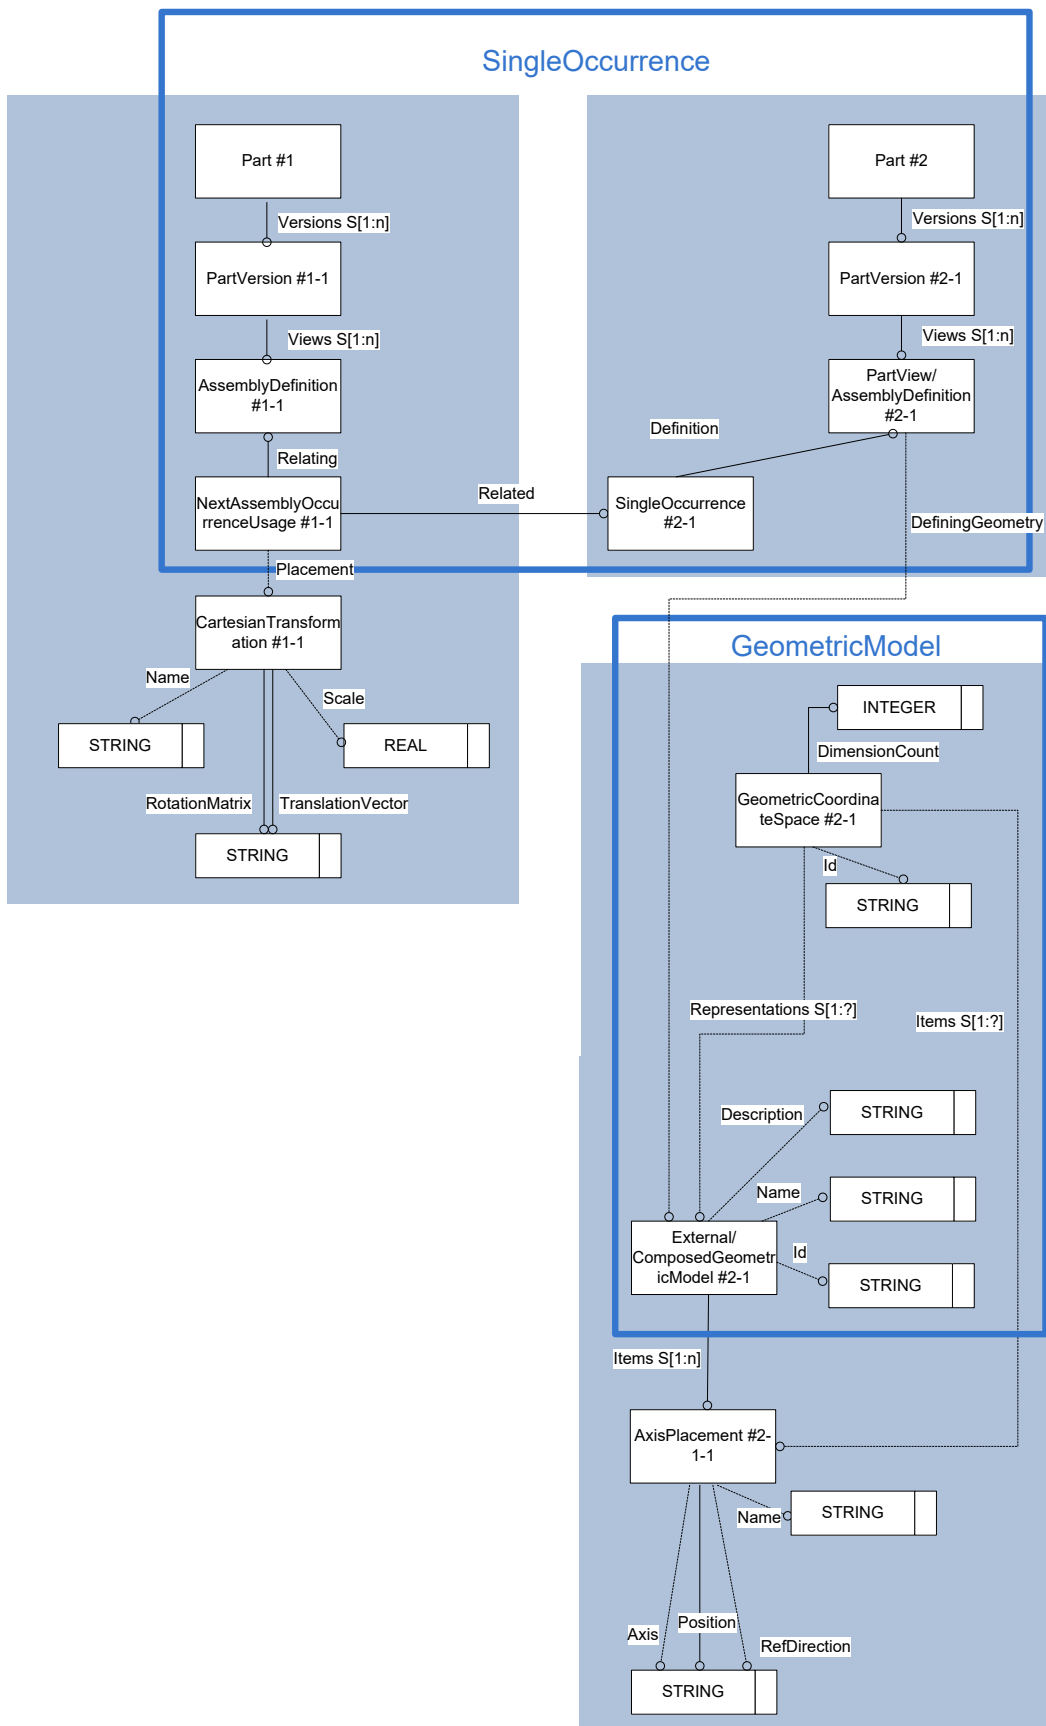 SingleOccurrence
Part #1
Versions S[1:n]
PartVersion #1-1
Views S[1:n]
AssemblyDefinition
#1-1
Relating
NextAssemblyOccu
rrenceUsage #1-1
Related
Placement
CartesianTransform
ation #1-1
Name
Scale
STRING
REAL
RotationMatrix
TranslationVector
STRING
Part #2
Versions S[1:n]
PartVersion #2-1
Views S[1:n]
PartView/
AssemblyDefinition
#2-1
Definition
SingleOccurrence
#2-1
DefiningGeometry
GeometricModel
INTEGER
DimensionCount
GeometricCoordina
teSpace #2-1
Id
STRING
Representations S[1:?]
Items S[1:?]
Description
STRING
Name
STRING
External/
ComposedGeometr
icModel #2-1
Id
STRING
Items S[1:n]
AxisPlacement #2-
1-1
Name
STRING
Axis
Position
RefDirection
STRING